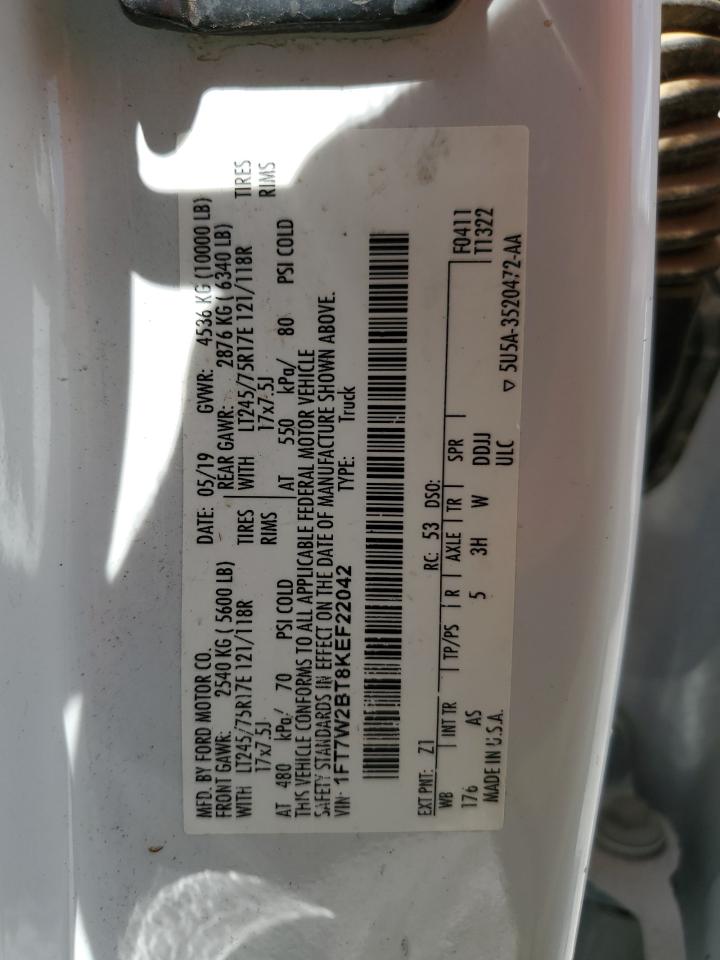 MFD. BY FORD MOTOR CO. DATE: 05/19 GVWR: 4536 KG (10000 LB)
FRONT GAWR: 2540 KG ( 5600 LB) REAR GAWR: 2876 KG ( 6340 LB)
WITH LT245/75R17E 121/118R TIRES WITH LT245/75R17E 121/118R TIRES
17x7.5J RIMS 17x7.5J RIMS
AT 480 kPa/ 70 PSI COLD AT 550 kPa/ 80 PSI COLD
THIS VEHICLE CONFORMS TO ALL APPLICABLE FEDERAL MOTOR VEHICLE
SAFETY STANDARDS IN EFFECT ON THE DATE OF MANUFACTURE SHOWN ABOVE.
VIN: 1FT7W2BT8KEF22042 TYPE: Truck
EXT PNT: Z1 RC: 53 DSO: F0411
WB INT TR TP/PS R AXLE TR SPR T1322
176 AS 5 3H W DDJJ
MADE IN U.S.A. ULC ▽ 5U5A-3520472-AA